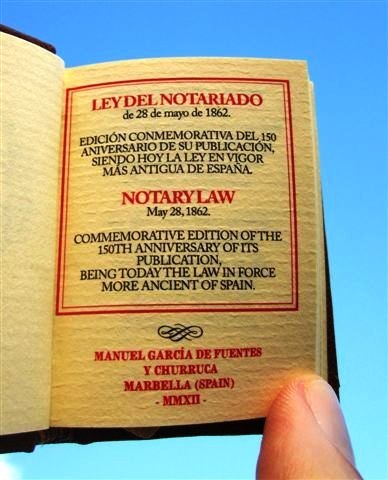 LEY DEL NOTARIADO
de 28 de mayo de 1862.
EDICIÓN CONMEMORATIVA DEL 150
ANIVERSARIO DE SU PUBLICACIÓN,
SIENDO HOY LA LEY EN VIGOR
MÁS ANTIGUA DE ESPAÑA.
NOTARY LAW
May 28, 1862.
COMMEMORATIVE EDITION OF THE
150TH ANNIVERSARY OF ITS
PUBLICATION,
BEING TODAY THE LAW IN FORCE
MORE ANCIENT OF SPAIN.
MANUEL GARCÍA DE FUENTES
Y CHURRUCA
MARBELLA (SPAIN)
- MMXII -